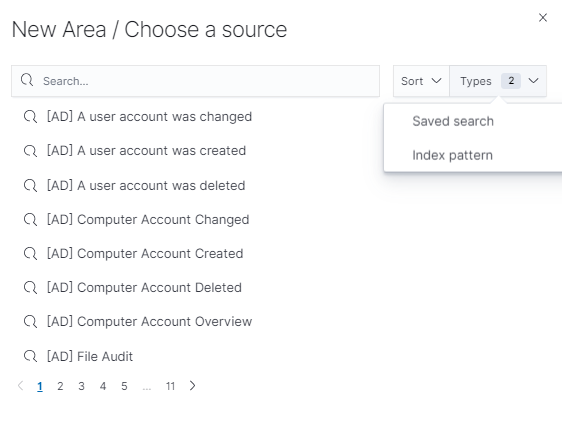 New Area / Choose a source
Search...
Sort
Types 2
Saved search
Index pattern
[AD] A user account was changed
[AD] A user account was created
[AD] A user account was deleted
[AD] Computer Account Changed
[AD] Computer Account Created
[AD] Computer Account Deleted
[AD] Computer Account Overview
[AD] File Audit
1 2 3 4 5 ... 11